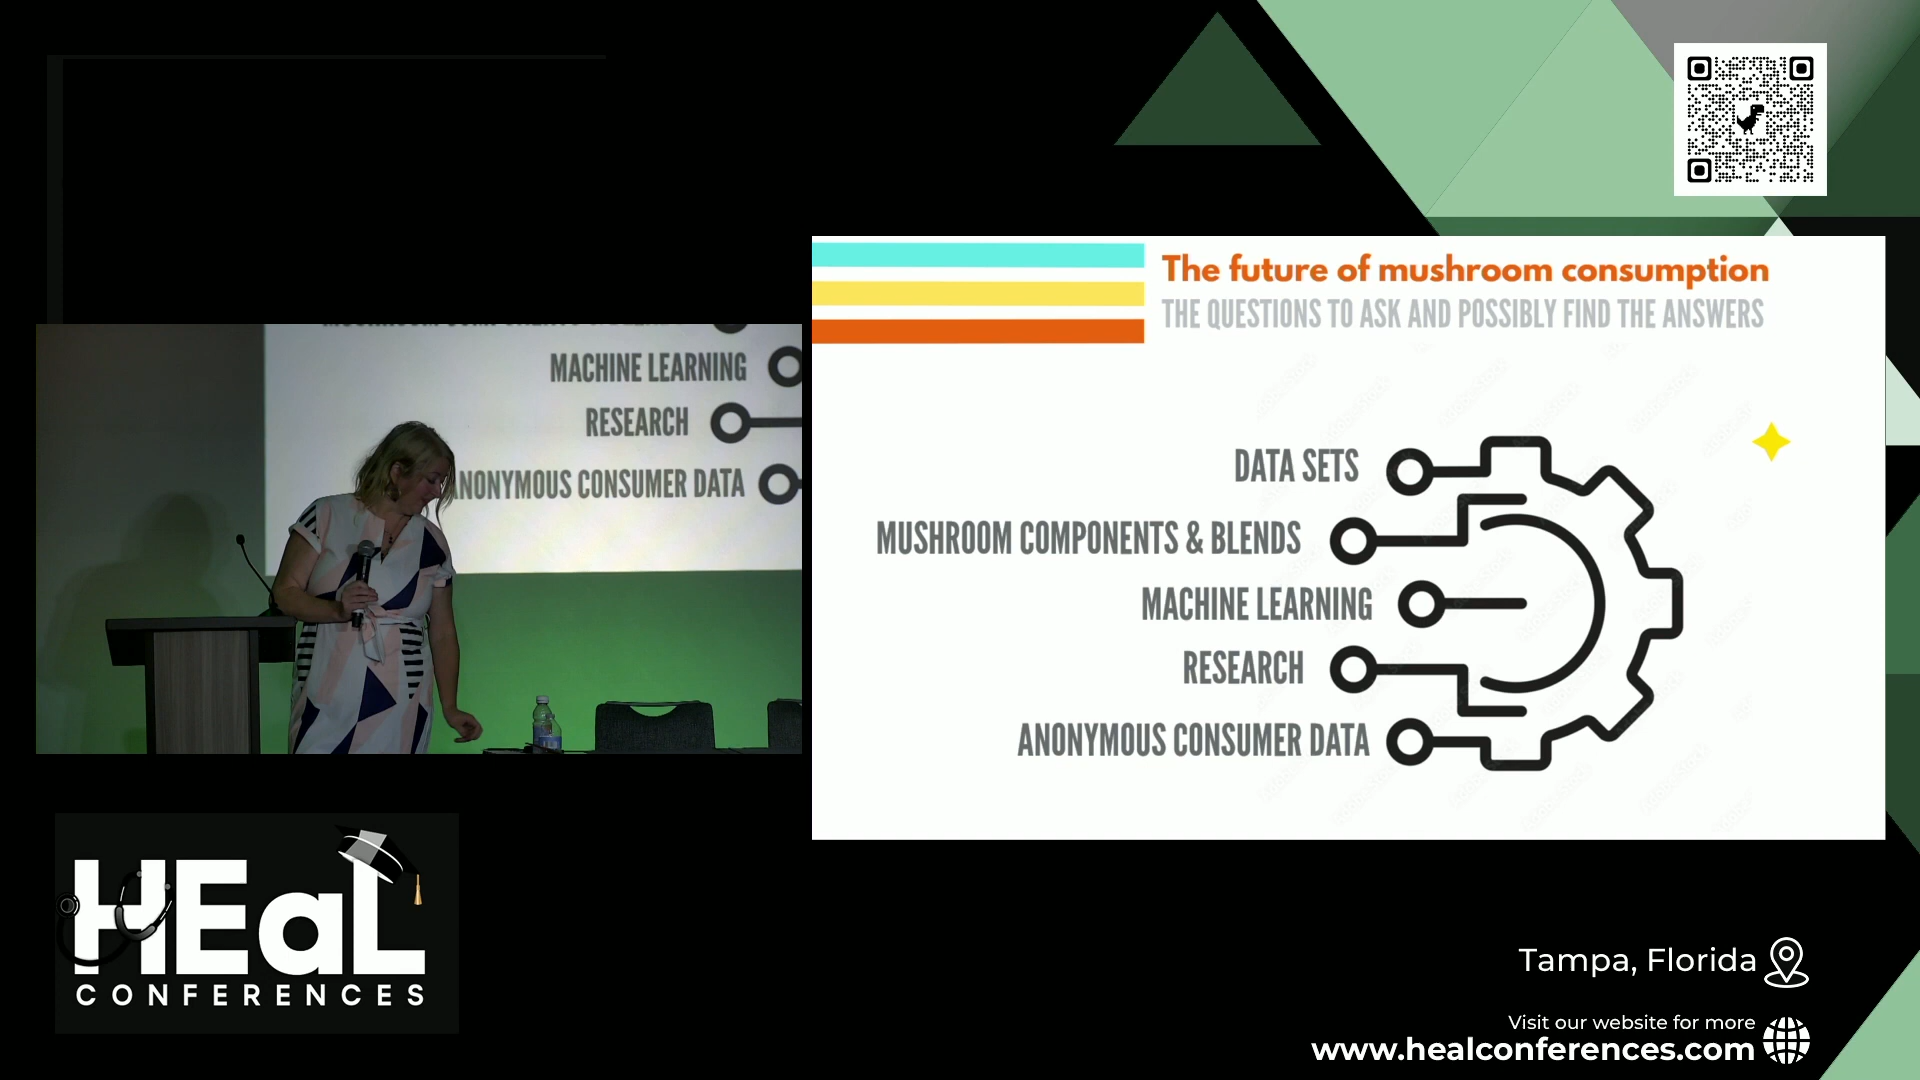 The future of mushroom consumption
THE QUESTIONS TO ASK AND POSSIBLY FIND THE ANSWERS
DATA SETS
MUSHROOM COMPONENTS & BLENDS
MACHINE LEARNING
RESEARCH
ANONYMOUS CONSUMER DATA
MACHINE LEARNING
RESEARCH
NONYMOUS CONSUMER DATA
HEaL
CONFERENCES
Tampa, Florida
Visit our website for more
www.healconferences.com